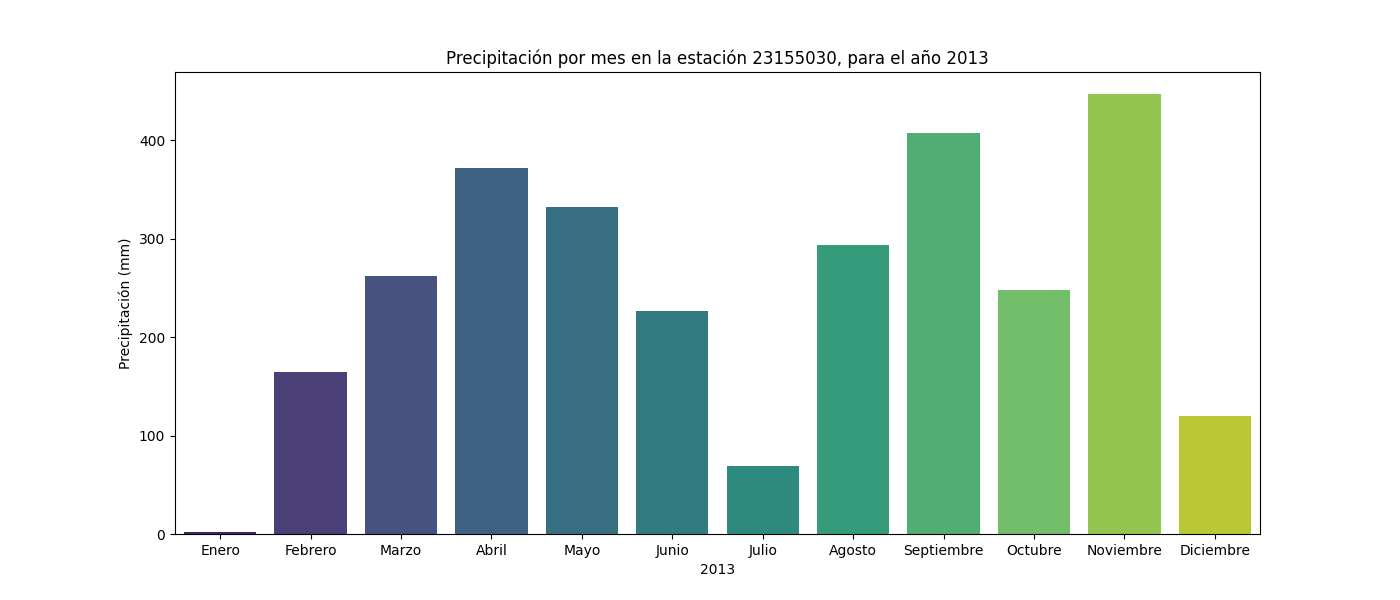 Precipitación por mes en la estación 23155030, para el año 2013
Precipitación (mm)
400
300
200
100
0
Enero Febrero Marzo Abril Mayo Junio Julio Agosto Septiembre Octubre Noviembre Diciembre
2013